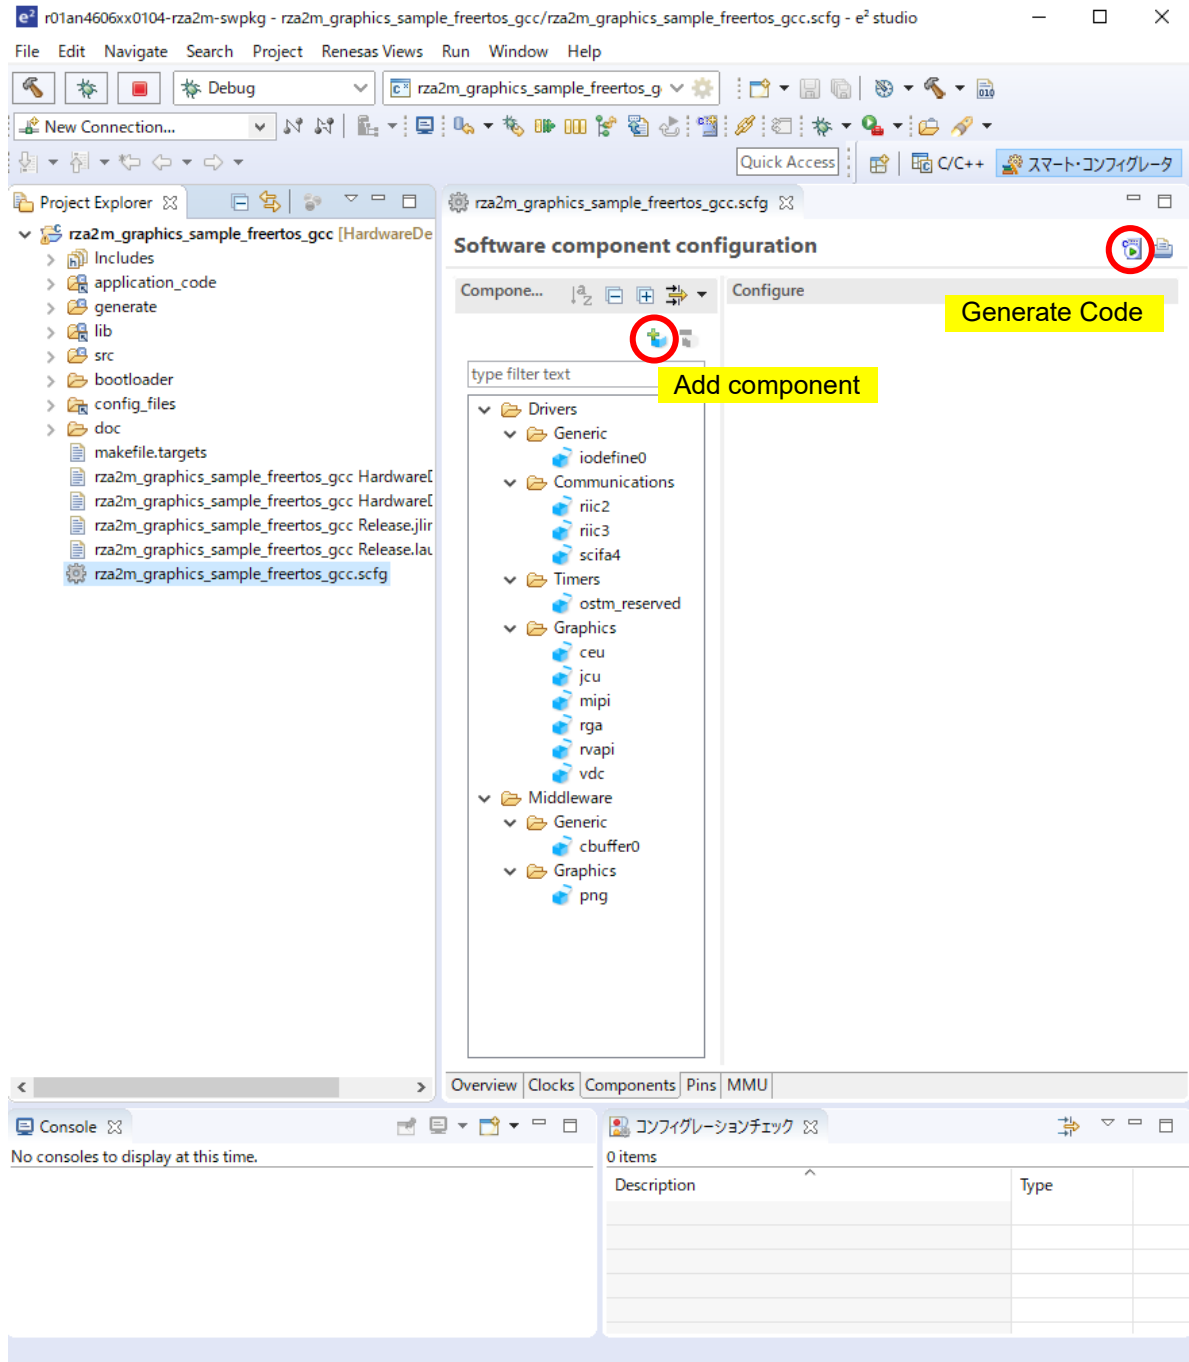 r01an4606xx0104-rza2m-swpkg - rza2m_graphics_sample_freertos_gcc/rza2m_graphics_sample_freertos_gcc.scfg - e² studio
File Edit Navigate Search Project Renesas Views Run Window Help
Debug
rza2m_graphics_sample_freertos_g
New Connection...
Quick Access
C/C++
スマート・コンフィグレータ
Project Explorer
rza2m_graphics_sample_freertos_gcc [HardwareDe
Includes
application_code
generate
lib
src
bootloader
config_files
doc
makefile.targets
rza2m_graphics_sample_freertos_gcc HardwareD
rza2m_graphics_sample_freertos_gcc HardwareD
rza2m_graphics_sample_freertos_gcc Release.jlin
rza2m_graphics_sample_freertos_gcc Release.lau
rza2m_graphics_sample_freertos_gcc.scfg
rza2m_graphics_sample_freertos_gcc.scfg
Software component configuration
Compone...
Configure
Generate Code
type filter text
Add component
Drivers
Generic
iodefine0
Communications
riic2
riic3
scifa4
Timers
ostm_reserved
Graphics
ceu
jcu
mipi
rga
rvapi
vdc
Middleware
Generic
cbuffer0
Graphics
png
Overview Clocks Components Pins MMU
Console
No consoles to display at this time.
コンフィグレーションチェック
0 items
Description Type